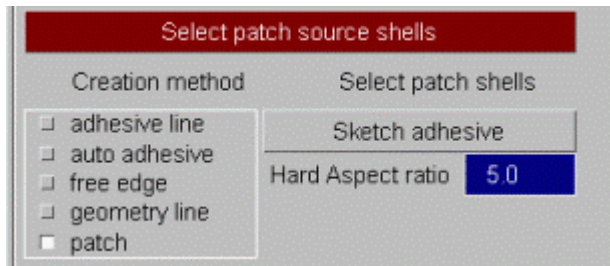 Select patch source shells
Creation method Select patch shells
adhesive line Sketch adhesive
auto adhesive
free edge Hard Aspect ratio 5.0
geometry line
patch